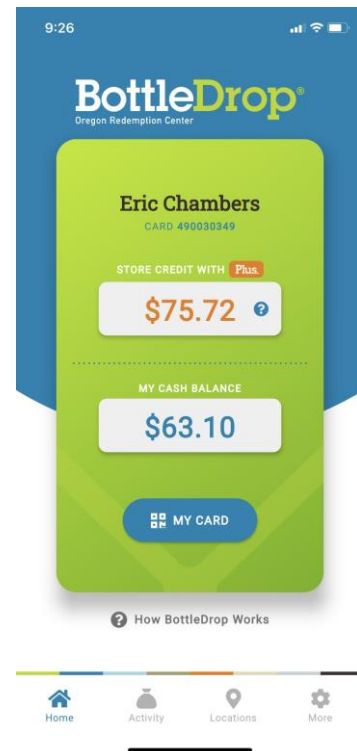 9:26
BottleDrop®
Oregon Redemption Center
Eric Chambers
CARD 490030349
STORE CREDIT WITH Plus.
$75.72 ?
MY CASH BALANCE
$63.10
MY CARD
? How BottleDrop Works
Home Activity Locations More